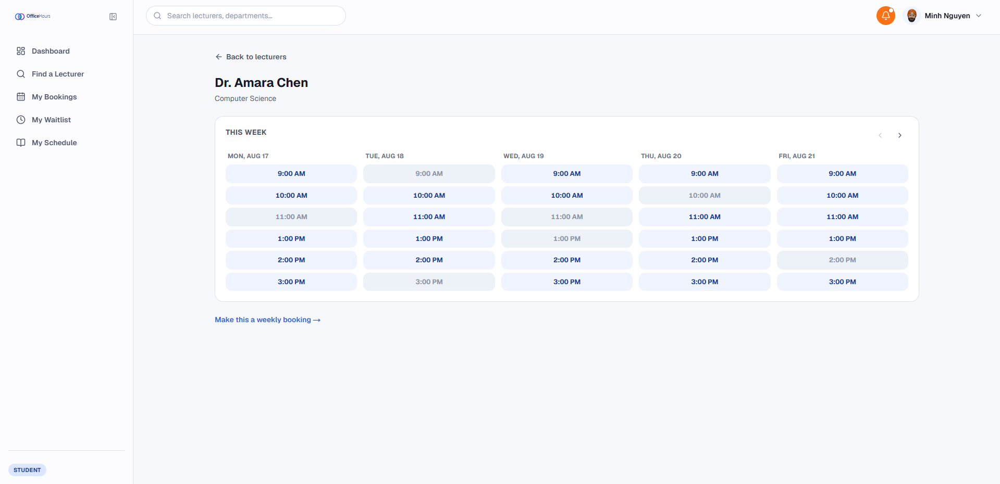 OfficeHours
Search lecturers, departments...
Minh Nguyen
Dashboard
Find a Lecturer
My Bookings
My Waitlist
My Schedule
STUDENT
Back to lecturers
Dr. Amara Chen
Computer Science
THIS WEEK
MON, AUG 17
9:00 AM
10:00 AM
11:00 AM
1:00 PM
2:00 PM
3:00 PM
TUE, AUG 18
9:00 AM
10:00 AM
11:00 AM
1:00 PM
2:00 PM
3:00 PM
WED, AUG 19
9:00 AM
10:00 AM
11:00 AM
1:00 PM
2:00 PM
3:00 PM
THU, AUG 20
9:00 AM
10:00 AM
11:00 AM
1:00 PM
2:00 PM
3:00 PM
FRI, AUG 21
9:00 AM
10:00 AM
11:00 AM
1:00 PM
2:00 PM
3:00 PM
Make this a weekly booking →